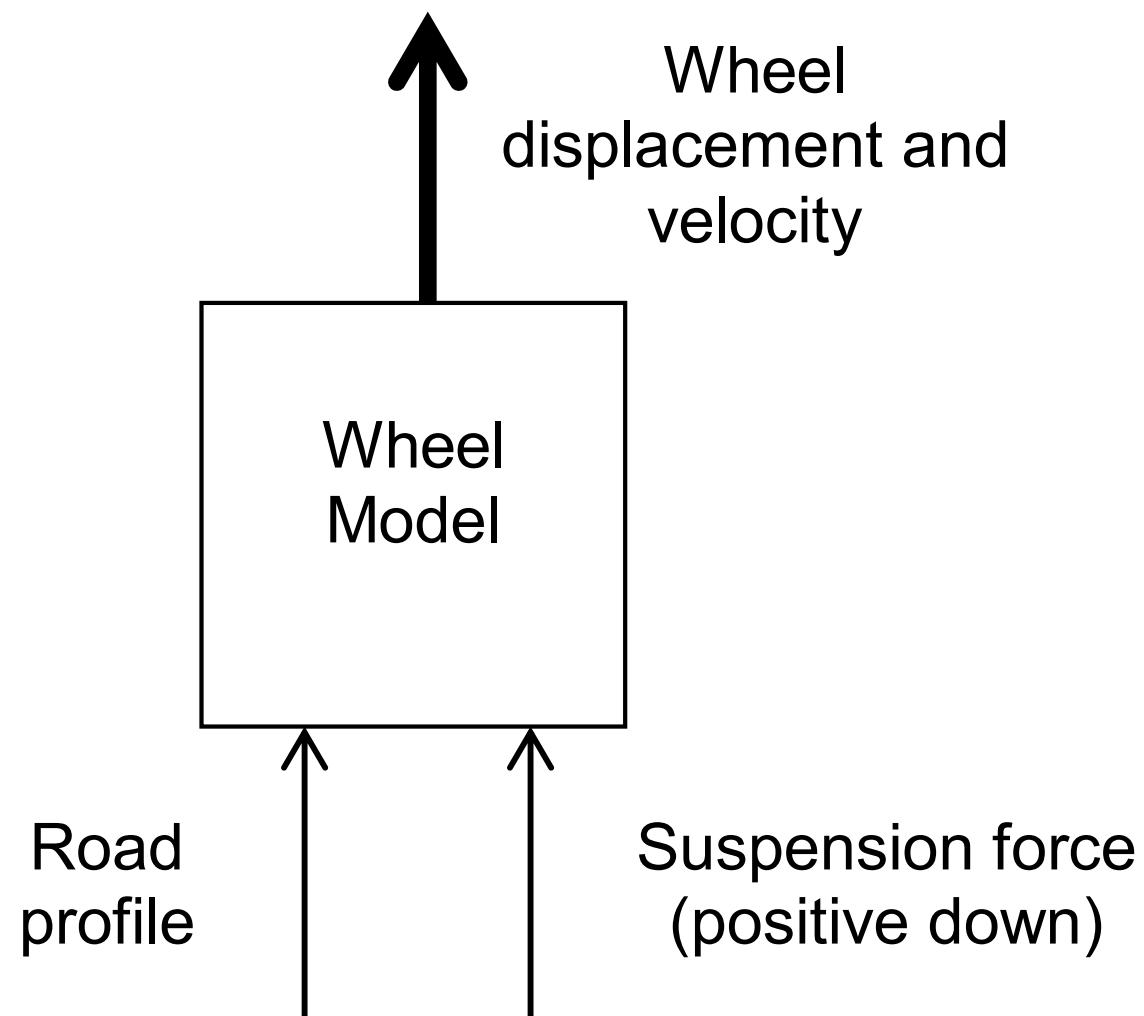 Wheel
displacement and
velocity
Wheel
Model
Road
profile
Suspension force
(positive down)